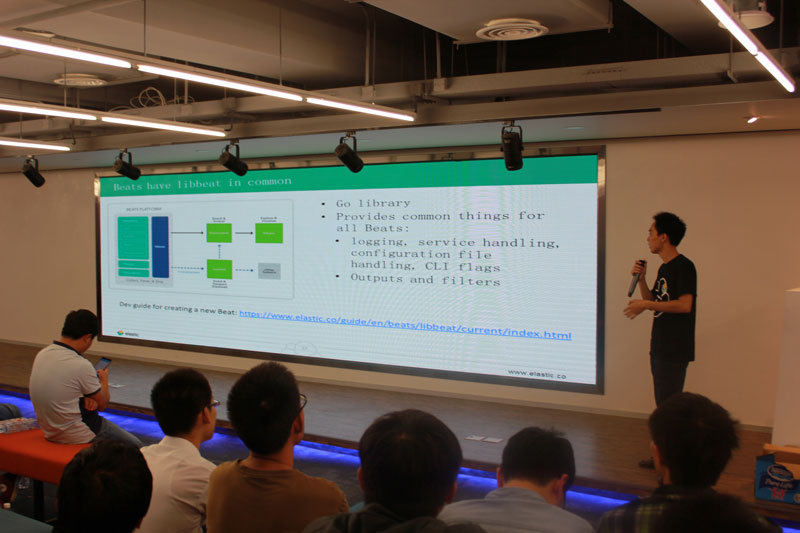 Beats have libbeat in common
BEATS PLATFORM
• Go library
• Provides common things for
all Beats:
• logging, service handling,
configuration file
handling, CLI flags
• Outputs and filters
Dev guide for creating a new Beat: https://www.elastic.co/guide/en/beats/libbeat/current/index.html
elastic
www.elastic.co
Pure Life